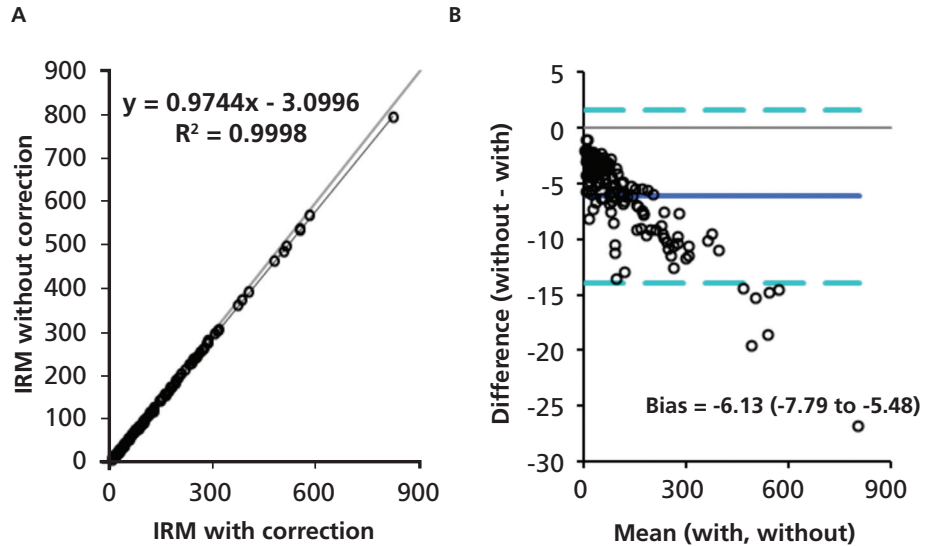 A
900
800
700
600
500
400
300
200
100
0
IRM without correction
y = 0.9744x - 3.0996
R² = 0.9998
0 300 600 900
IRM with correction
B
5
0
-5
-10
-15
-20
-25
-30
Difference (without - with)
Bias = -6.13 (-7.79 to -5.48)
0 300 600 900
Mean (with, without)